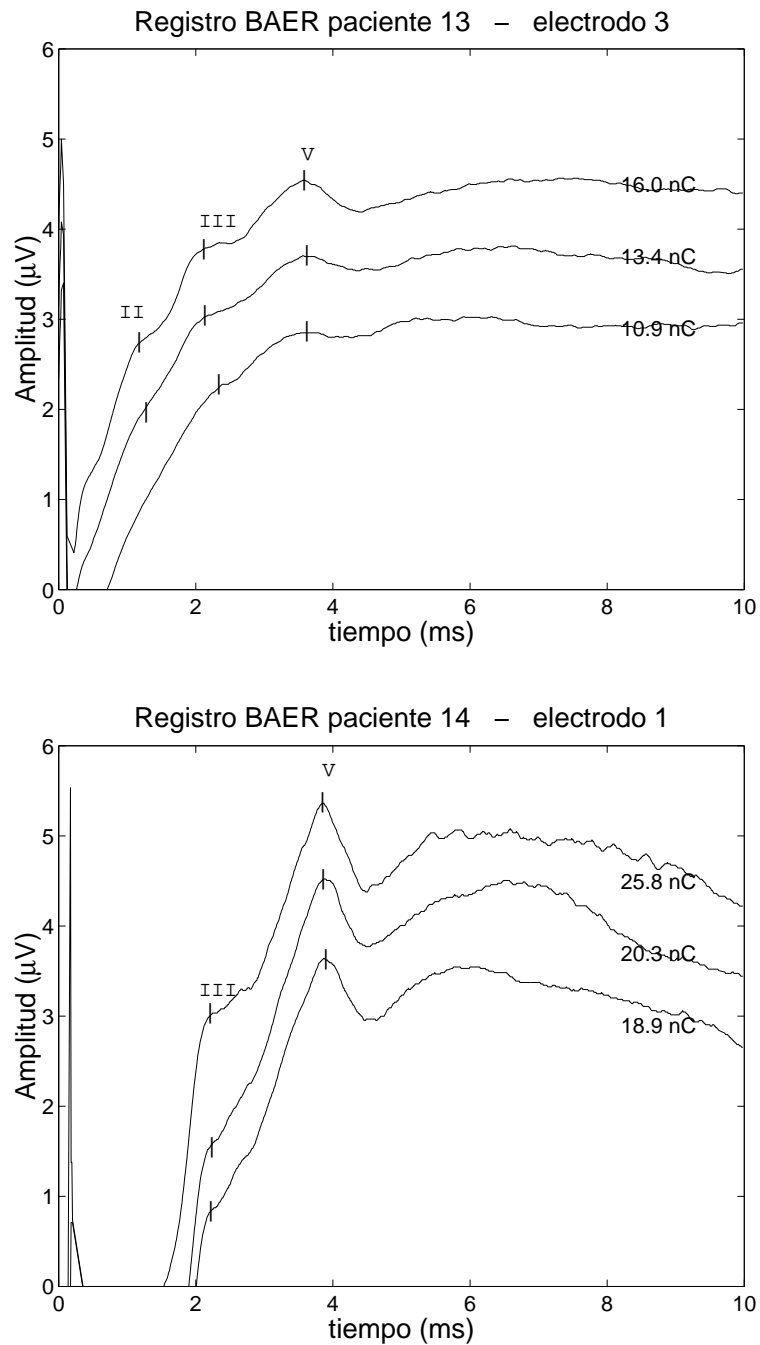 Registro BAER paciente 13 – electrodo 3
6
5
4
3
2
1
0
Amplitud (μV)
V
III
II
16.0 nC
13.4 nC
10.9 nC
0 2 4 6 8 10
tiempo (ms)
Registro BAER paciente 14 – electrodo 1
6
5
4
3
2
1
0
Amplitud (μV)
V
III
25.8 nC
20.3 nC
18.9 nC
0 2 4 6 8 10
tiempo (ms)